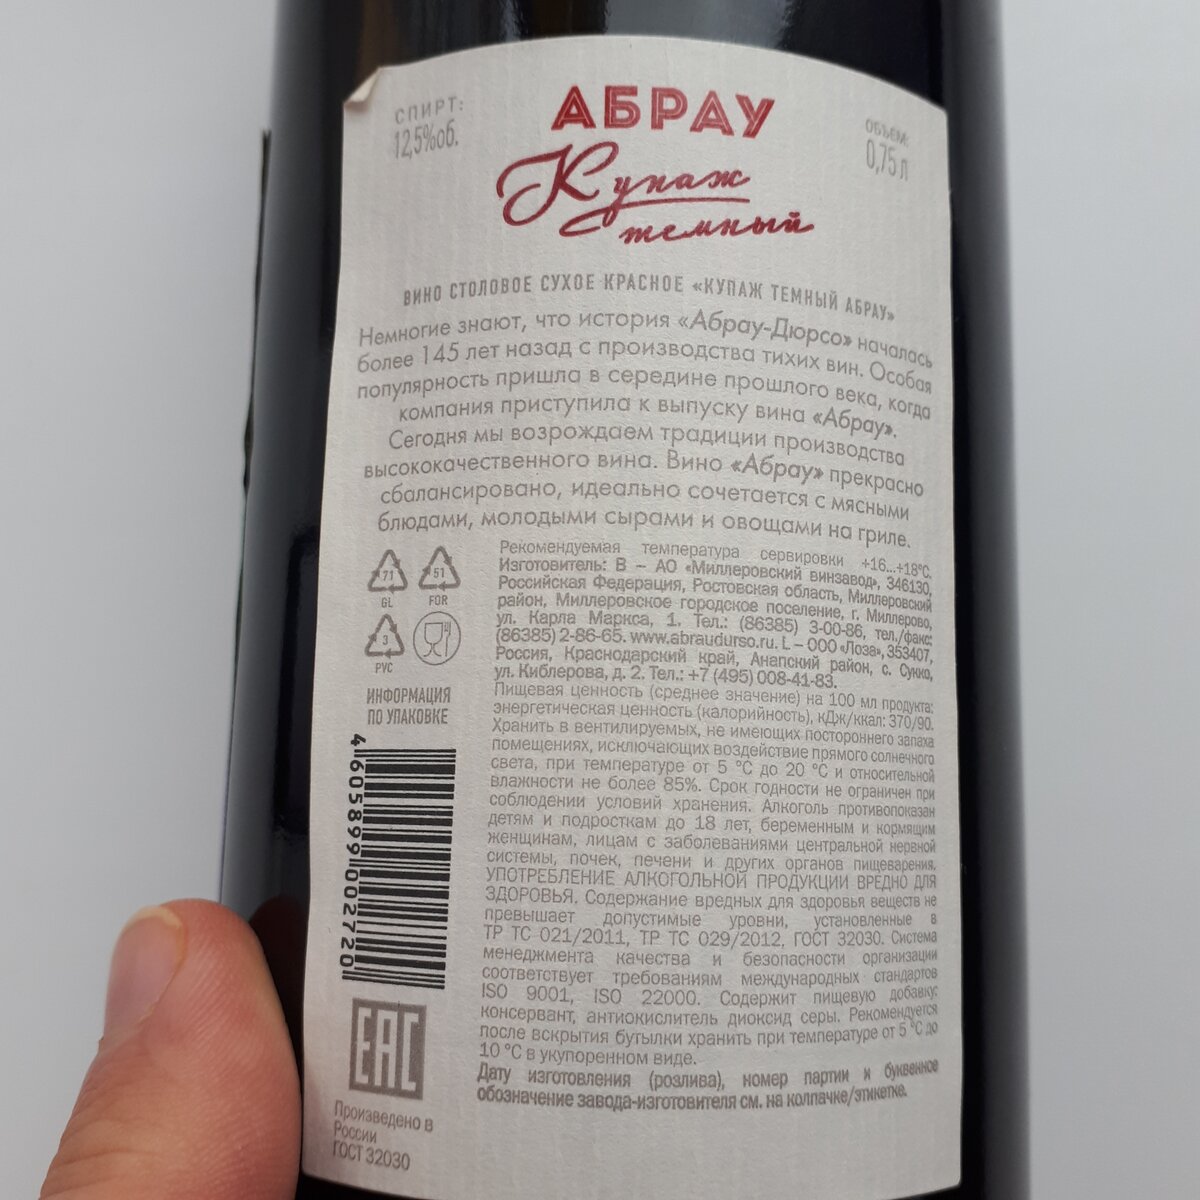 СПИРТ:
12,5%об.
АБРАУ
Купаж
темный
ОБЪЕМ:
0,75 л
ВИНО СТОЛОВОЕ СУХОЕ КРАСНОЕ «КУПАЖ ТЕМНЫЙ АБРАУ»
Немногие знают, что история «Абрау-Дюрсо» началась
более 145 лет назад с производства тихих вин. Особая
популярность пришла в середине прошлого века, когда
компания приступила к выпуску вина «Абрау».
Сегодня мы возрождаем традиции производства
высококачественного вина. Вино «Абрау» прекрасно
сбалансировано, идеально сочетается с мясными
блюдами, молодыми сырами и овощами на гриле.
71
GL
51
FOR
3
PVC
ИНФОРМАЦИЯ
ПО УПАКОВКЕ
4605899002720
EAC
Произведено в
России
ГОСТ 32030
Рекомендуемая температура сервировки +16...+18°С.
Изготовитель: В – АО «Миллеровский винзавод», 346130,
Российская Федерация, Ростовская область, Миллеровский
район, Миллеровское городское поселение, г. Миллерово,
ул. Карла Маркса, 1. Тел.: (86385) 3-00-86, тел./факс:
(86385) 2-86-65. www.abraudurso.ru. L – ООО «Лоза», 353407,
Россия, Краснодарский край, Анапский район, с. Сукко,
ул. Киблерова, д. 2. Тел.: +7 (495) 008-41-83.
Пищевая ценность (среднее значение) на 100 мл продукта:
энергетическая ценность (калорийность), кДж/ккал: 370/90.
Хранить в вентилируемых, не имеющих постороннего запаха
помещениях, исключающих воздействие прямого солнечного
света, при температуре от 5 °С до 20 °С и относительной
влажности не более 85%. Срок годности не ограничен при
соблюдении условий хранения. Алкоголь противопоказан
детям и подросткам до 18 лет, беременным и кормящим
женщинам, лицам с заболеваниями центральной нервной
системы, почек, печени и других органов пищеварения.
УПОТРЕБЛЕНИЕ АЛКОГОЛЬНОЙ ПРОДУКЦИИ ВРЕДНО ДЛЯ
ЗДОРОВЬЯ. Содержание вредных для здоровья веществ не
превышает допустимые уровни, установленные в
ТР ТС 021/2011, ТР ТС 029/2012, ГОСТ 32030. Система
менеджмента качества и безопасности организации
соответствует требованиям международных стандартов
ISO 9001, ISO 22000. Содержит пищевую добавку:
консервант, антиокислитель диоксид серы. Рекомендуется
после вскрытия бутылки хранить при температуре от 5 °С до
10 °С в укупоренном виде.
Дату изготовления (розлива), номер партии и буквенное
обозначение завода-изготовителя см. на колпачке/этикетке.